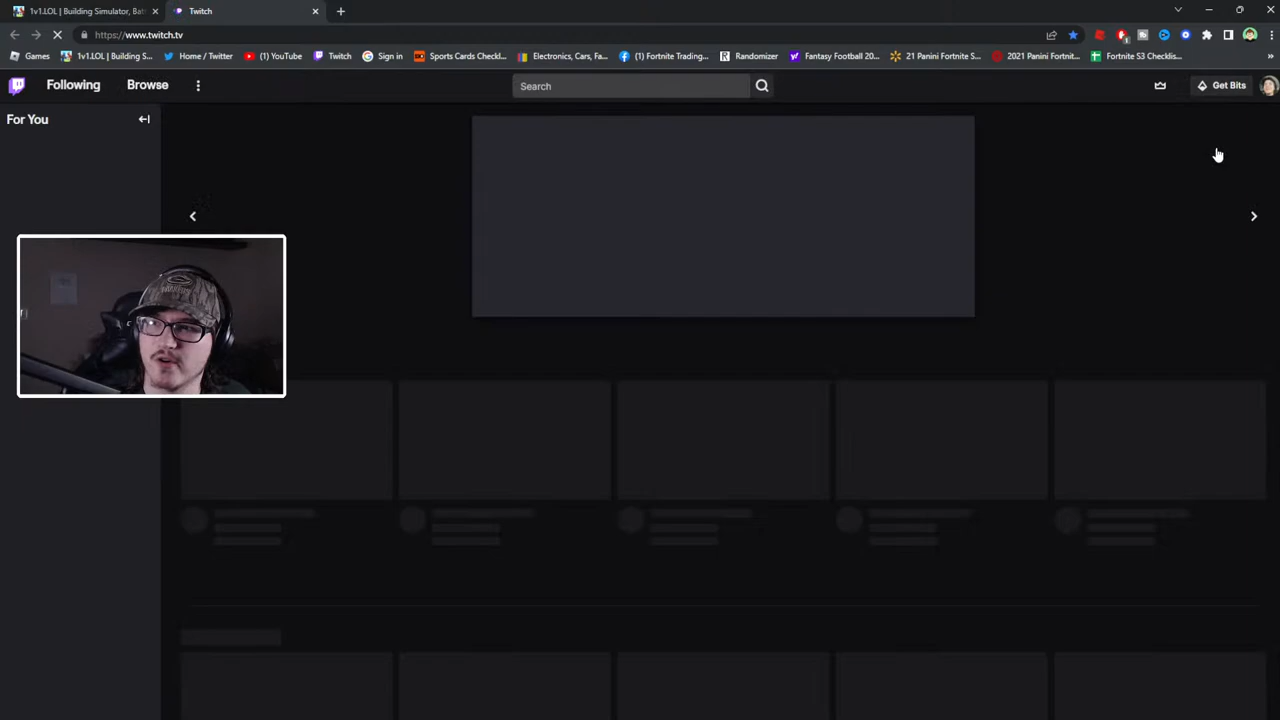 1v1.LOL | Building Simulator, Bat
Twitch
https://www.twitch.tv
Games
1v1.LOL | Building S...
Home / Twitter
(1) YouTube
Twitch
Sign in
Sports Cards Checkl...
Electronics, Cars, Fa...
(1) Fortnite Trading...
Randomizer
Fantasy Football 20...
21 Panini Fortnite S...
2021 Panini Fortnit...
Fortnite S3 Checklis...
Following
Browse
Search
Get Bits
For You